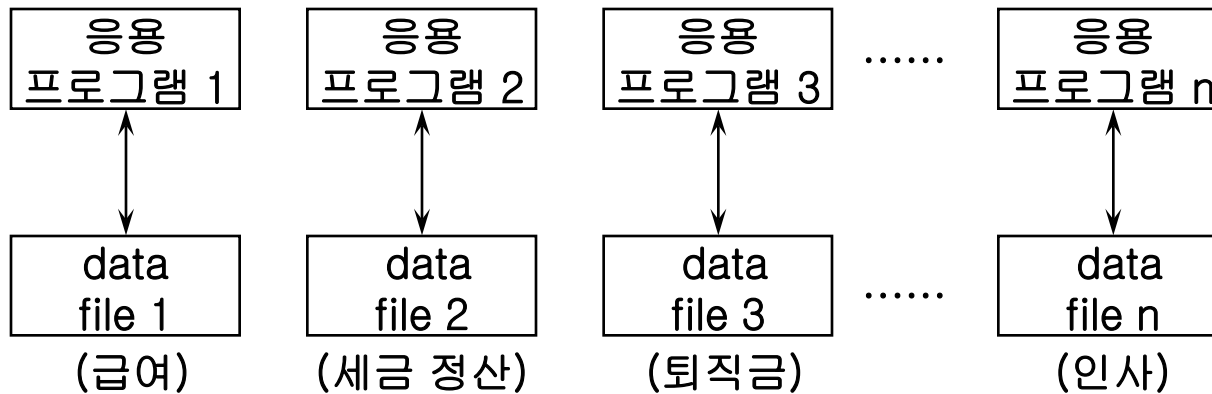 응용
프로그램 1
응용
프로그램 2
응용
프로그램 3
······
응용
프로그램 n
data
file 1
data
file 2
data
file 3
······
data
file n
(급여)
(세금 정산)
(퇴직금)
(인사)